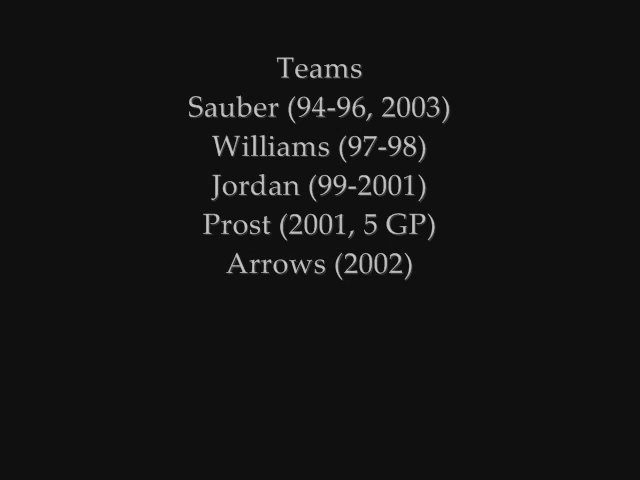 Teams
Sauber (94-96, 2003)
Williams (97-98)
Jordan (99-2001)
Prost (2001, 5 GP)
Arrows (2002)